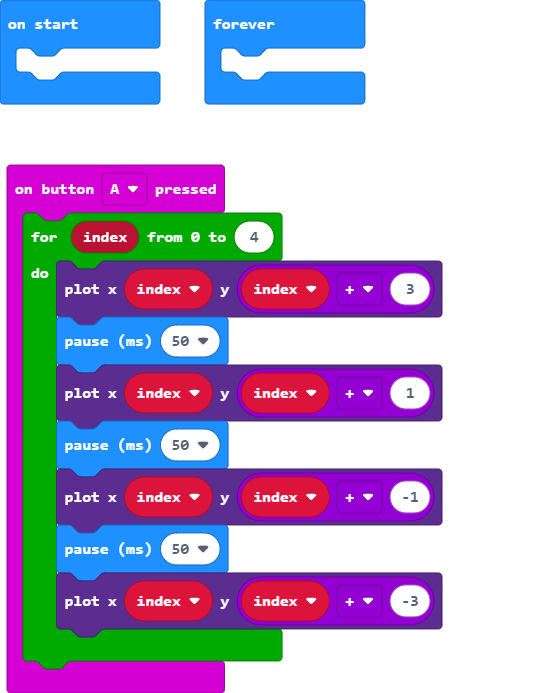 on start
forever
on button A pressed
for index from 0 to 4
do
plot x index y index + 3
pause (ms) 50
plot x index y index + 1
pause (ms) 50
plot x index y index + -1
pause (ms) 50
plot x index y index + -3